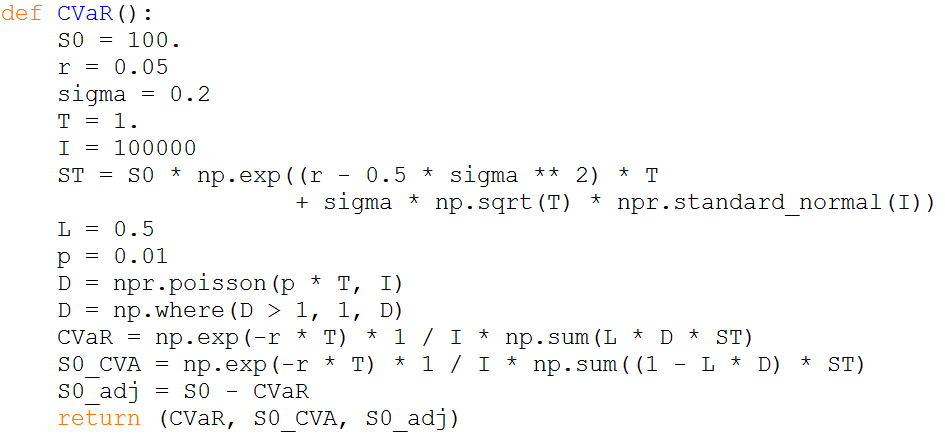 def CVaR():
    S0 = 100.
    r = 0.05
    sigma = 0.2
    T = 1.
    I = 100000
    ST = S0 * np.exp((r - 0.5 * sigma ** 2) * T
                 + sigma * np.sqrt(T) * npr.standard_normal(I))
    L = 0.5
    p = 0.01
    D = npr.poisson(p * T, I)
    D = np.where(D > 1, 1, D)
    CVaR = np.exp(-r * T) * 1 / I * np.sum(L * D * ST)
    S0_CVA = np.exp(-r * T) * 1 / I * np.sum((1 - L * D) * ST)
    S0_adj = S0 - CVaR
    return (CVaR, S0_CVA, S0_adj)